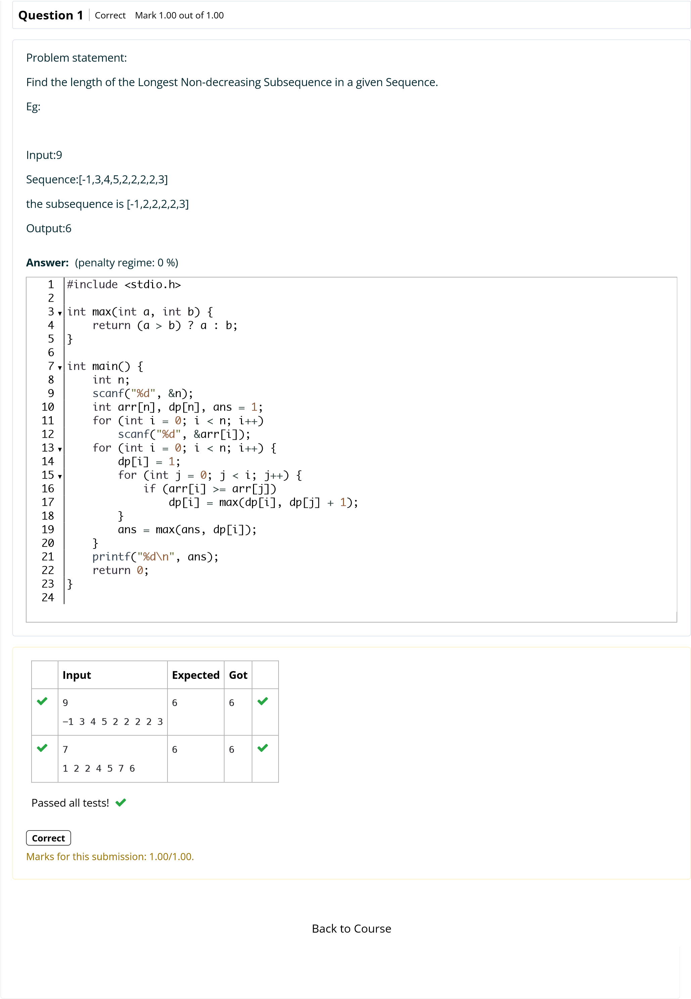 Question 1 Correct Mark 1.00 out of 1.00
Problem statement:
Find the length of the Longest Non-decreasing Subsequence in a given Sequence.
Eg:
Input:9
Sequence:[-1,3,4,5,2,2,2,2,3]
the subsequence is [-1,2,2,2,2,3]
Output:6
Answer: (penalty regime: 0 %)
1 #include <stdio.h>
2
3 ▼ int max(int a, int b) {
4     return (a > b) ? a : b;
5 }
6
7 ▼ int main() {
8     int n;
9     scanf("%d", &n);
10     int arr[n], dp[n], ans = 1;
11     for (int i = 0; i < n; i++)
12         scanf("%d", &arr[i]);
13 ▼     for (int i = 0; i < n; i++) {
14         dp[i] = 1;
15 ▼         for (int j = 0; j < i; j++) {
16             if (arr[i] >= arr[j])
17                 dp[i] = max(dp[i], dp[j] + 1);
18         }
19         ans = max(ans, dp[i]);
20     }
21     printf("%d\n", ans);
22     return 0;
23 }
24
Input Expected Got
9 6 6
-1 3 4 5 2 2 2 2 3
7 6 6
1 2 2 4 5 7 6
Passed all tests!
Correct
Marks for this submission: 1.00/1.00.
Back to Course